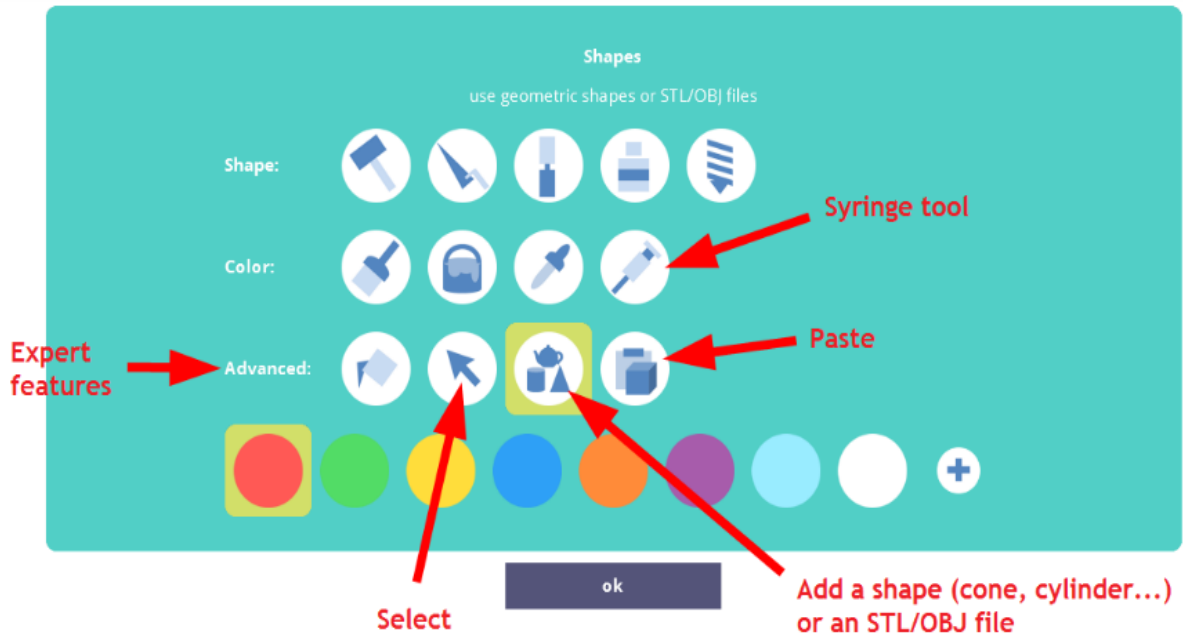 Shapes
use geometric shapes or STL/OBJ files
Shape:
Syringe tool
Color:
Paste
Expert
features
Advanced:
ok
Select
Add a shape (cone, cylinder...)
or an STL/OBJ file